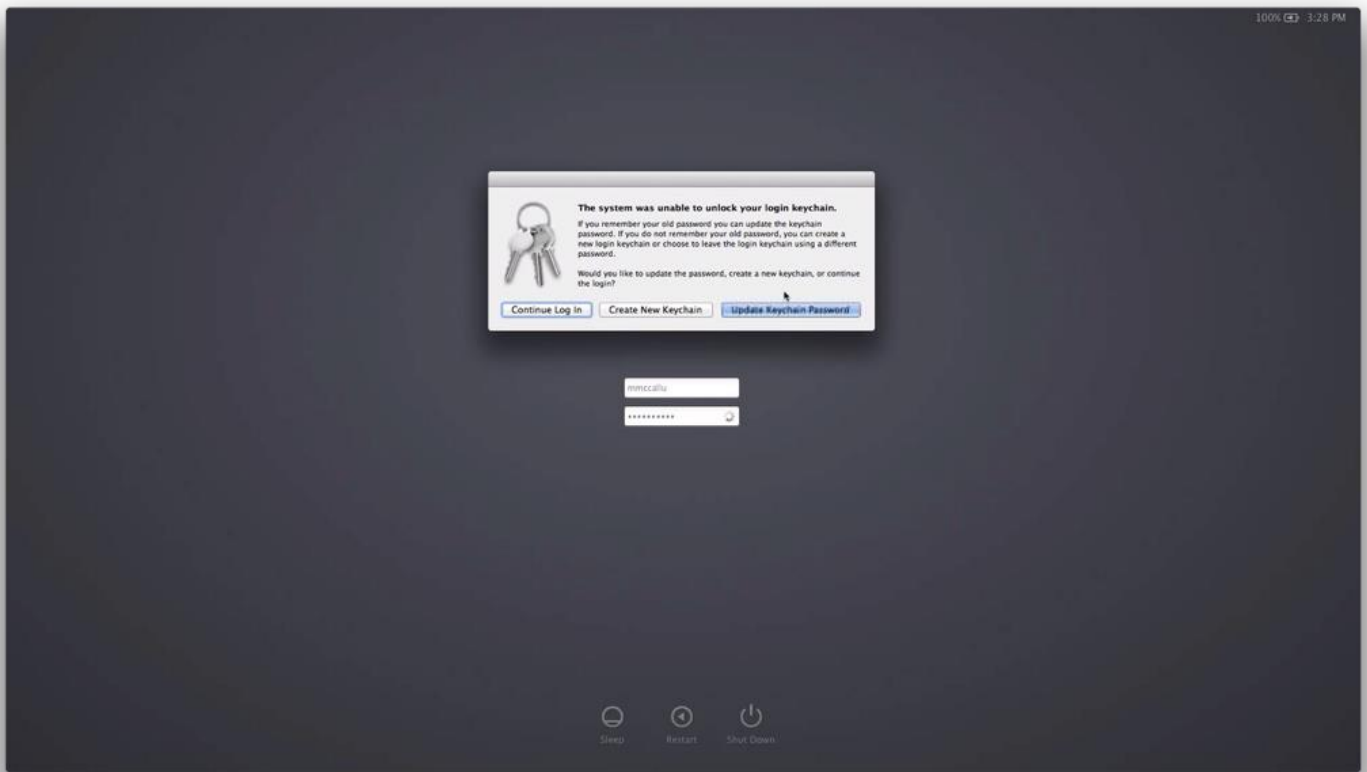 100% 3:28 PM
The system was unable to unlock your login keychain.
If you remember your old password you can update the keychain
password. If you do not remember your old password, you can create a
new login keychain or choose to leave the login keychain using a different
password.
Would you like to update the password, create a new keychain, or continue
the login?
Continue Log In Create New Keychain Update Keychain Password
mmccallu
••••••••••
Sleep Restart Shut Down